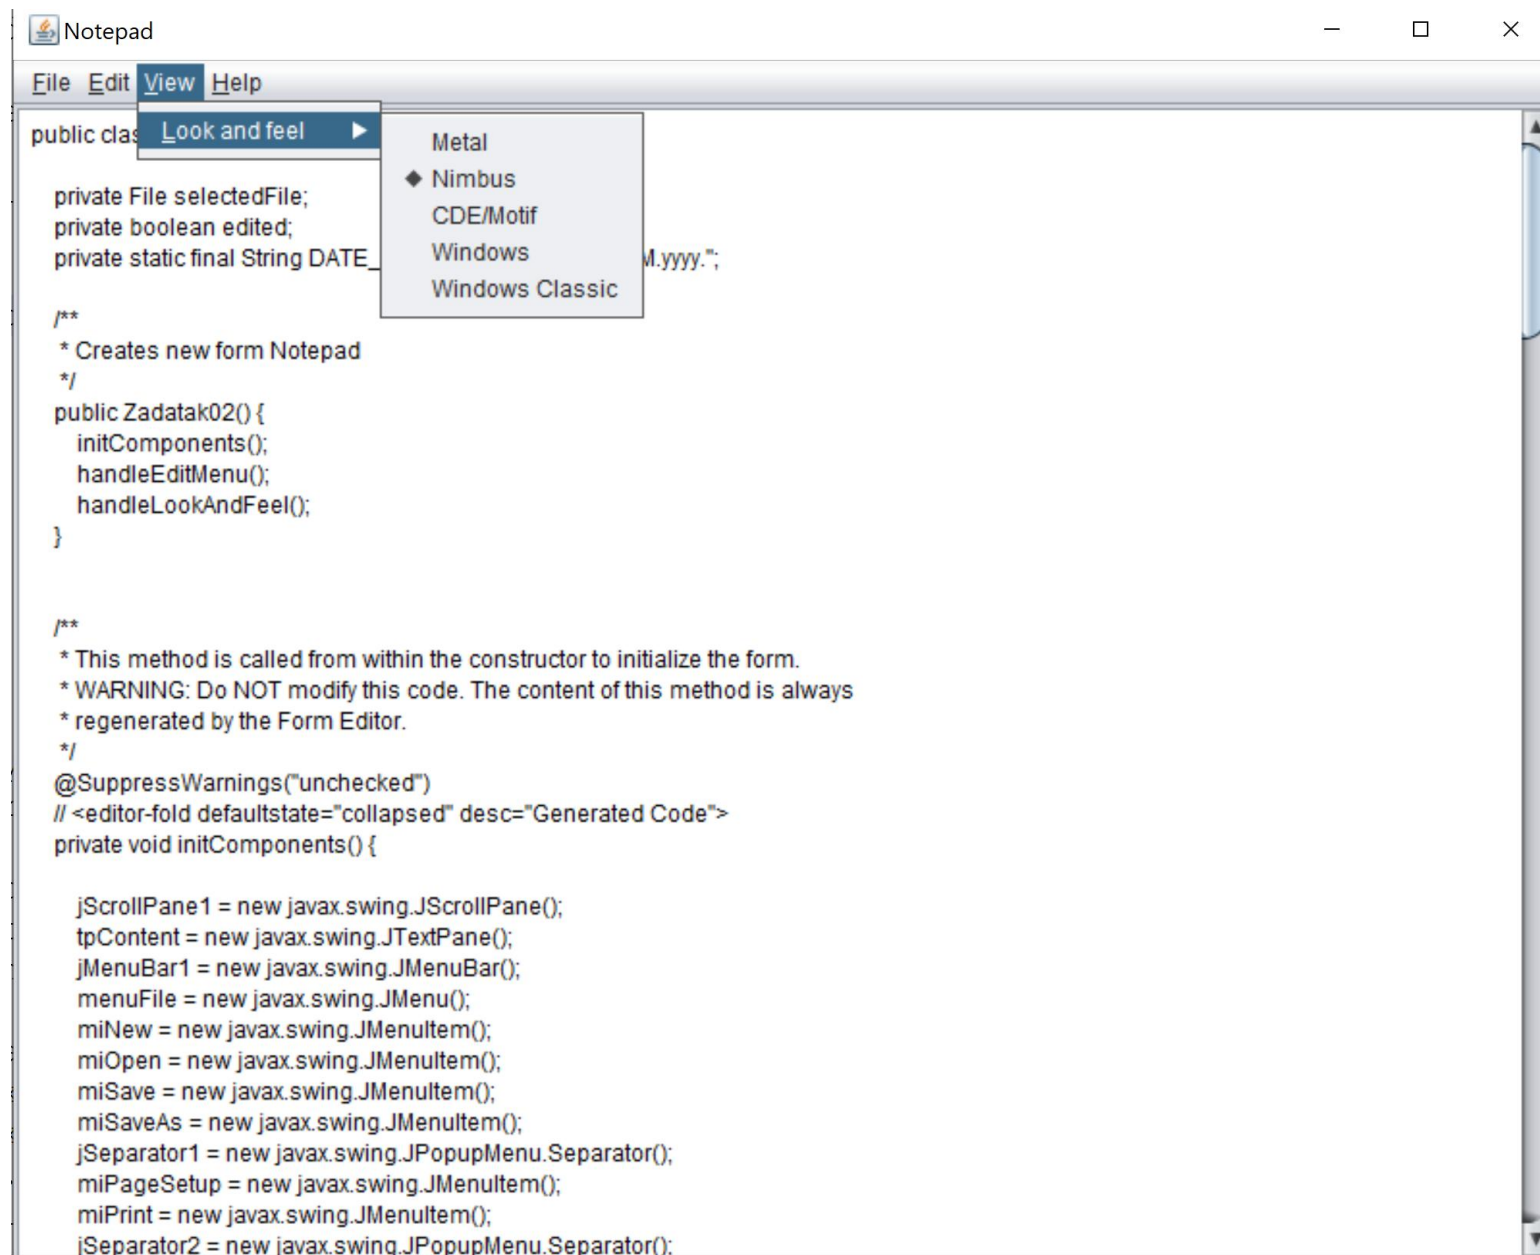 Notepad
File Edit View Help
Look and feel
Metal
Nimbus
CDE/Motif
Windows
Windows Classic
public
private File selectedFile;
private boolean edited;
private static final String DATE_ M.yyyy.";
/**
* Creates new form Notepad
*/
public Zadatak02() {
initComponents();
handleEditMenu();
handleLookAndFeel();
}
/**
* This method is called from within the constructor to initialize the form.
* WARNING: Do NOT modify this code. The content of this method is always
* regenerated by the Form Editor.
*/
@SuppressWarnings("unchecked")
// <editor-fold defaultstate="collapsed" desc="Generated Code">
private void initComponents() {
jScrollPane1 = new javax.swing.JScrollPane();
tpContent = new javax.swing.JTextPane();
jMenuBar1 = new javax.swing.JMenuBar();
menuFile = new javax.swing.JMenu();
miNew = new javax.swing.JMenuItem();
miOpen = new javax.swing.JMenuItem();
miSave = new javax.swing.JMenuItem();
miSaveAs = new javax.swing.JMenuItem();
jSeparator1 = new javax.swing.JPopupMenu.Separator();
miPageSetup = new javax.swing.JMenuItem();
miPrint = new javax.swing.JMenuItem();
jSeparator2 = new javax.swing.JPopupMenu.Separator();